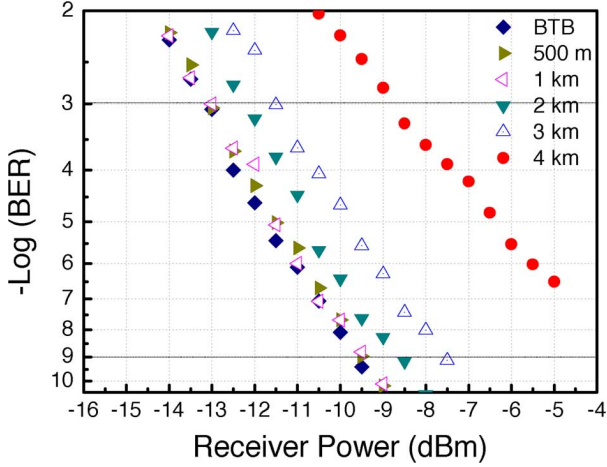 2
3
4
5
6
7
8
9
10
-Log (BER)
BTB
500 m
1 km
2 km
3 km
4 km
-16 -15 -14 -13 -12 -11 -10 -9 -8 -7 -6 -5 -4
Receiver Power (dBm)